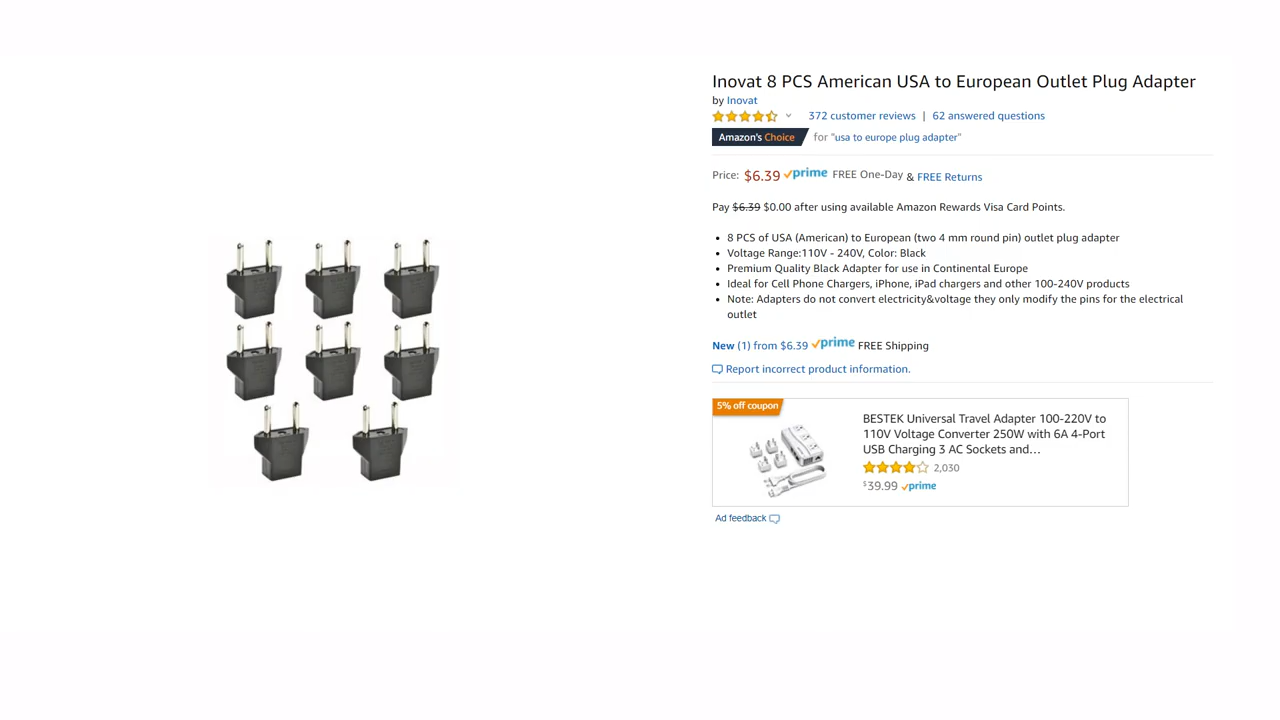 Inovat 8 PCS American USA to European Outlet Plug Adapter
by Inovat
372 customer reviews | 62 answered questions
Amazon's Choice for "usa to europe plug adapter"
Price: $6.39 prime FREE One-Day & FREE Returns
Pay $6.39 $0.00 after using available Amazon Rewards Visa Card Points.
• 8 PCS of USA (American) to European (two 4 mm round pin) outlet plug adapter
• Voltage Range:110V - 240V, Color: Black
• Premium Quality Black Adapter for use in Continental Europe
• Ideal for Cell Phone Chargers, iPhone, iPad chargers and other 100-240V products
• Note: Adapters do not convert electricity&voltage they only modify the pins for the electrical
outlet
New (1) from $6.39 prime FREE Shipping
Report incorrect product information.
5% off coupon
BESTEK Universal Travel Adapter 100-220V to
110V Voltage Converter 250W with 6A 4-Port
USB Charging 3 AC Sockets and...
2,030
$39.99 prime
Ad feedback